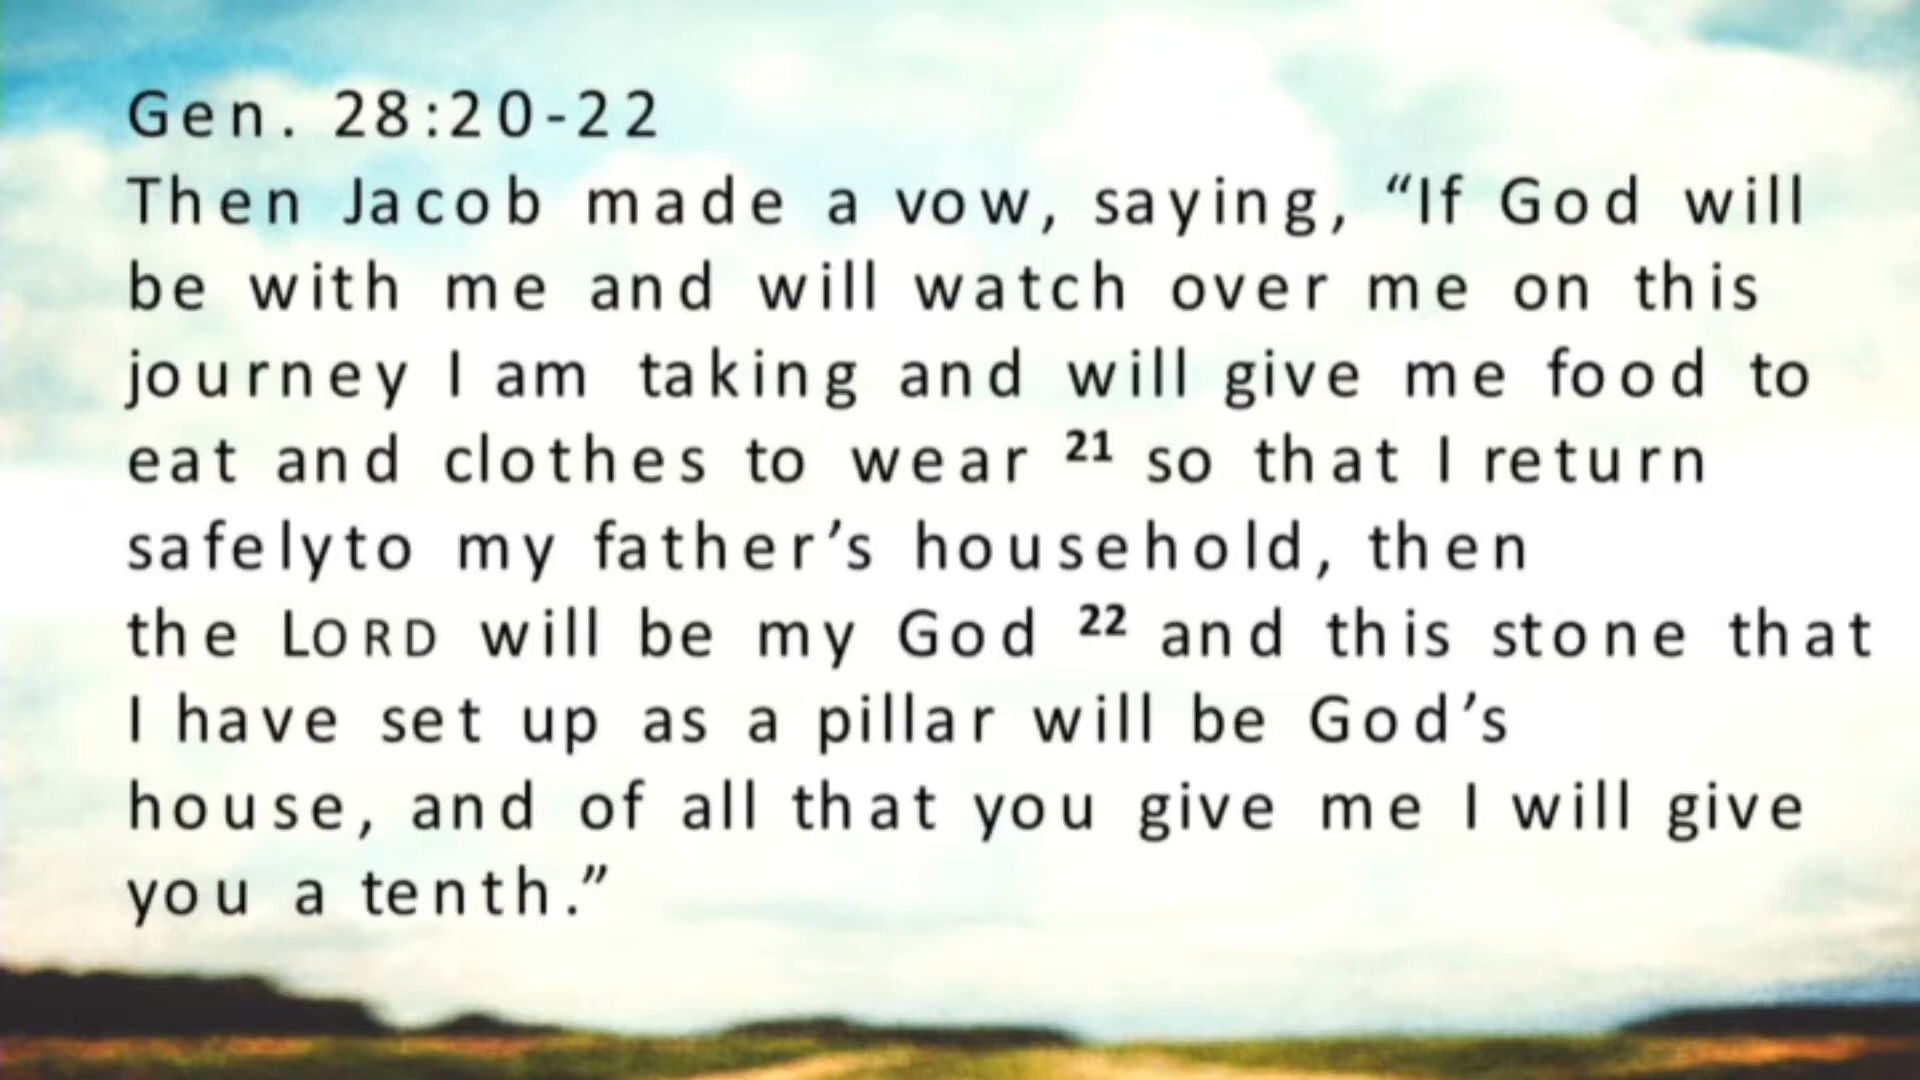 Gen. 28:20-22
Then Jacob made a vow, saying, “If God will
be with me and will watch over me on this
journey I am taking and will give me food to
eat and clothes to wear 21 so that I return
safelyto my father’s household, then
the LORD will be my God 22 and this stone that
I have set up as a pillar will be God’s
house, and of all that you give me I will give
you a tenth.”